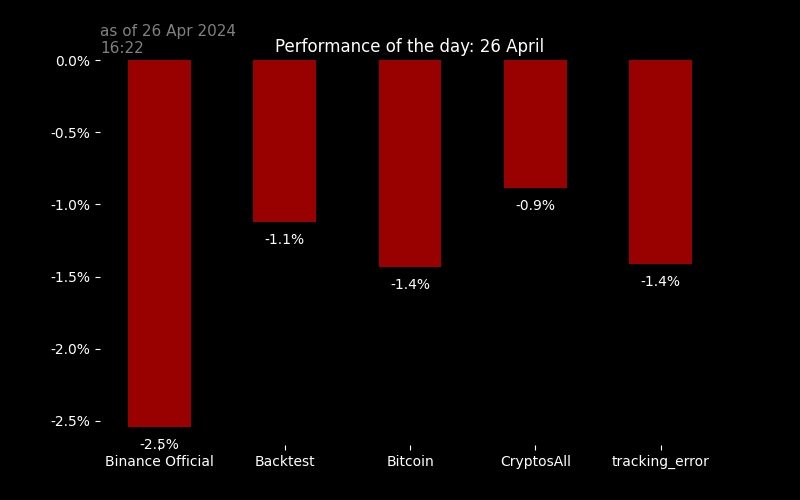 as of 26 Apr 2024
16:22
Performance of the day: 26 April
0.0%
-0.5%
-1.0%
-1.5%
-2.0%
-2.5%
-2.5%
-1.1%
-1.4%
-0.9%
-1.4%
Binance Official
Backtest
Bitcoin
CryptosAll
tracking_error